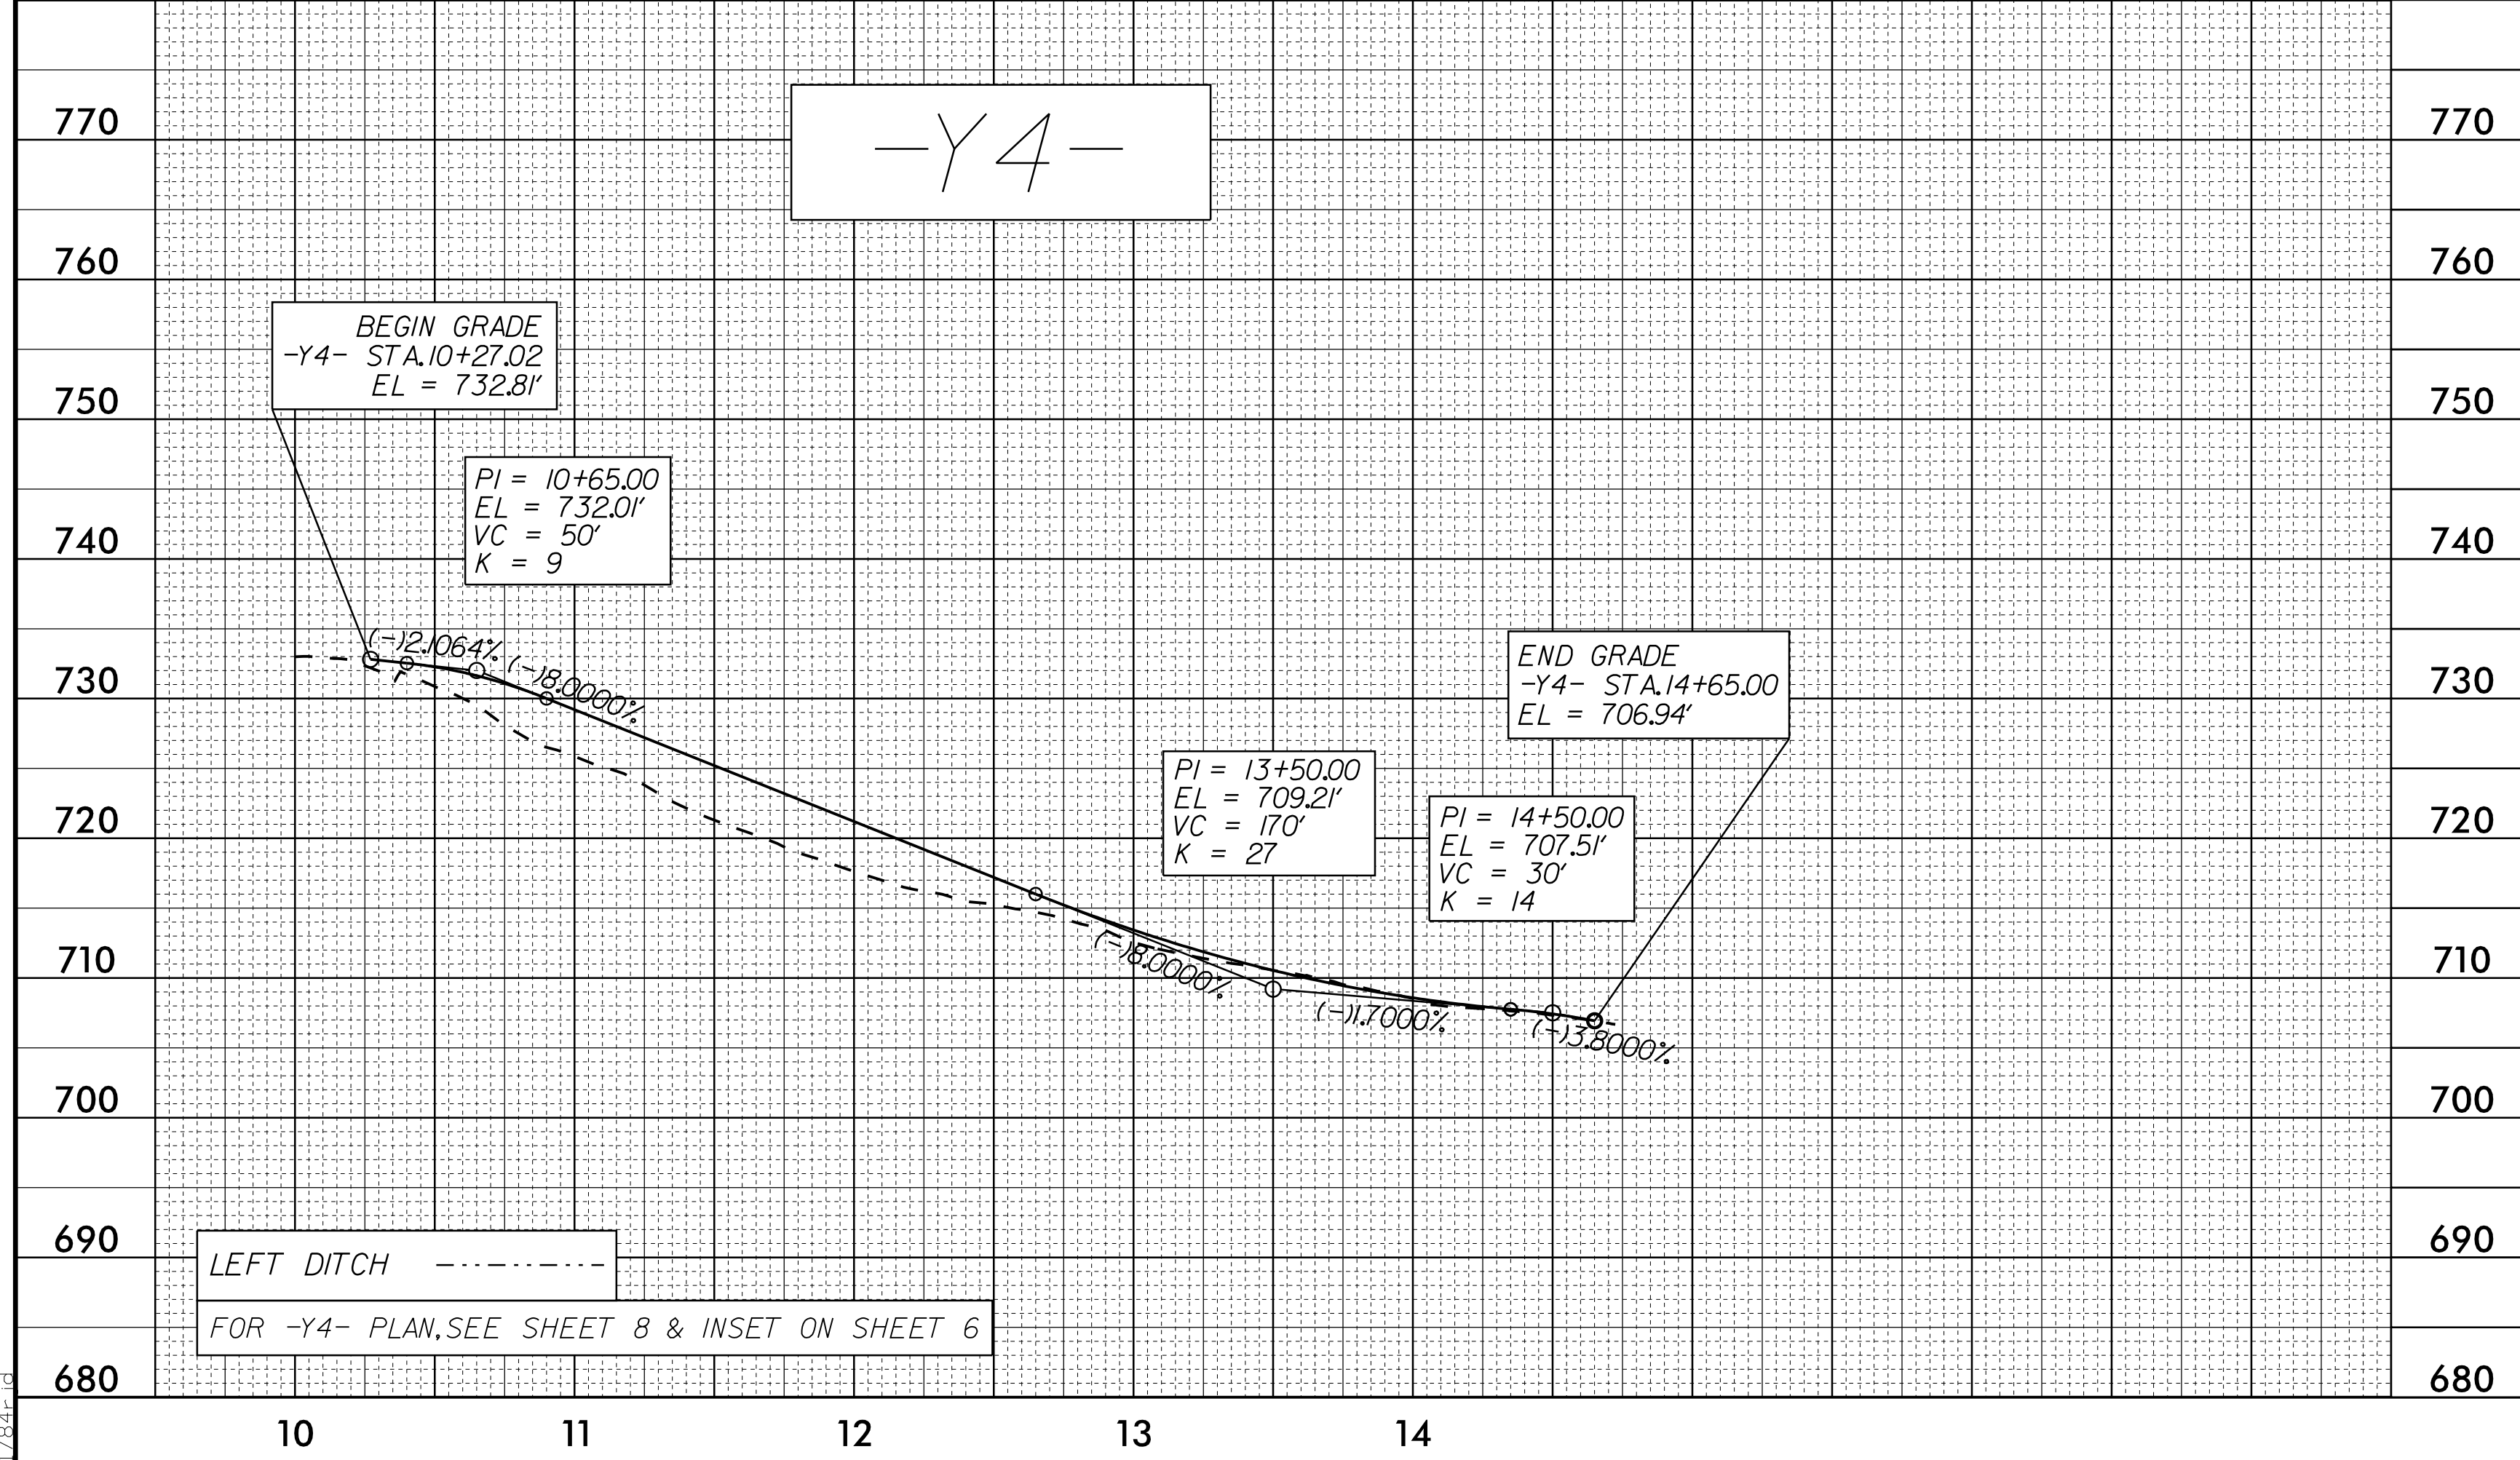 -Y4-
770 770
760 760
BEGIN GRADE
-Y4- STA.10+27.02
EL = 732.81'
750 750
PI = 10+65.00
EL = 732.01'
VC = 50'
K = 9
740 740
(-)2.1064%
(-)8.0000%
730 730
END GRADE
-Y4- STA.14+65.00
EL = 706.94'
PI = 13+50.00
EL = 709.21'
VC = 170'
K = 27
PI = 14+50.00
EL = 707.51'
VC = 30'
K = 14
720 720
710 710
(-)8.0000%
(-)1.7000%
(-)3.8000%
700 700
690 690
LEFT DITCH
FOR -Y4- PLAN,SEE SHEET 8 & INSET ON SHEET 6
680 680
10 11 12 13 14